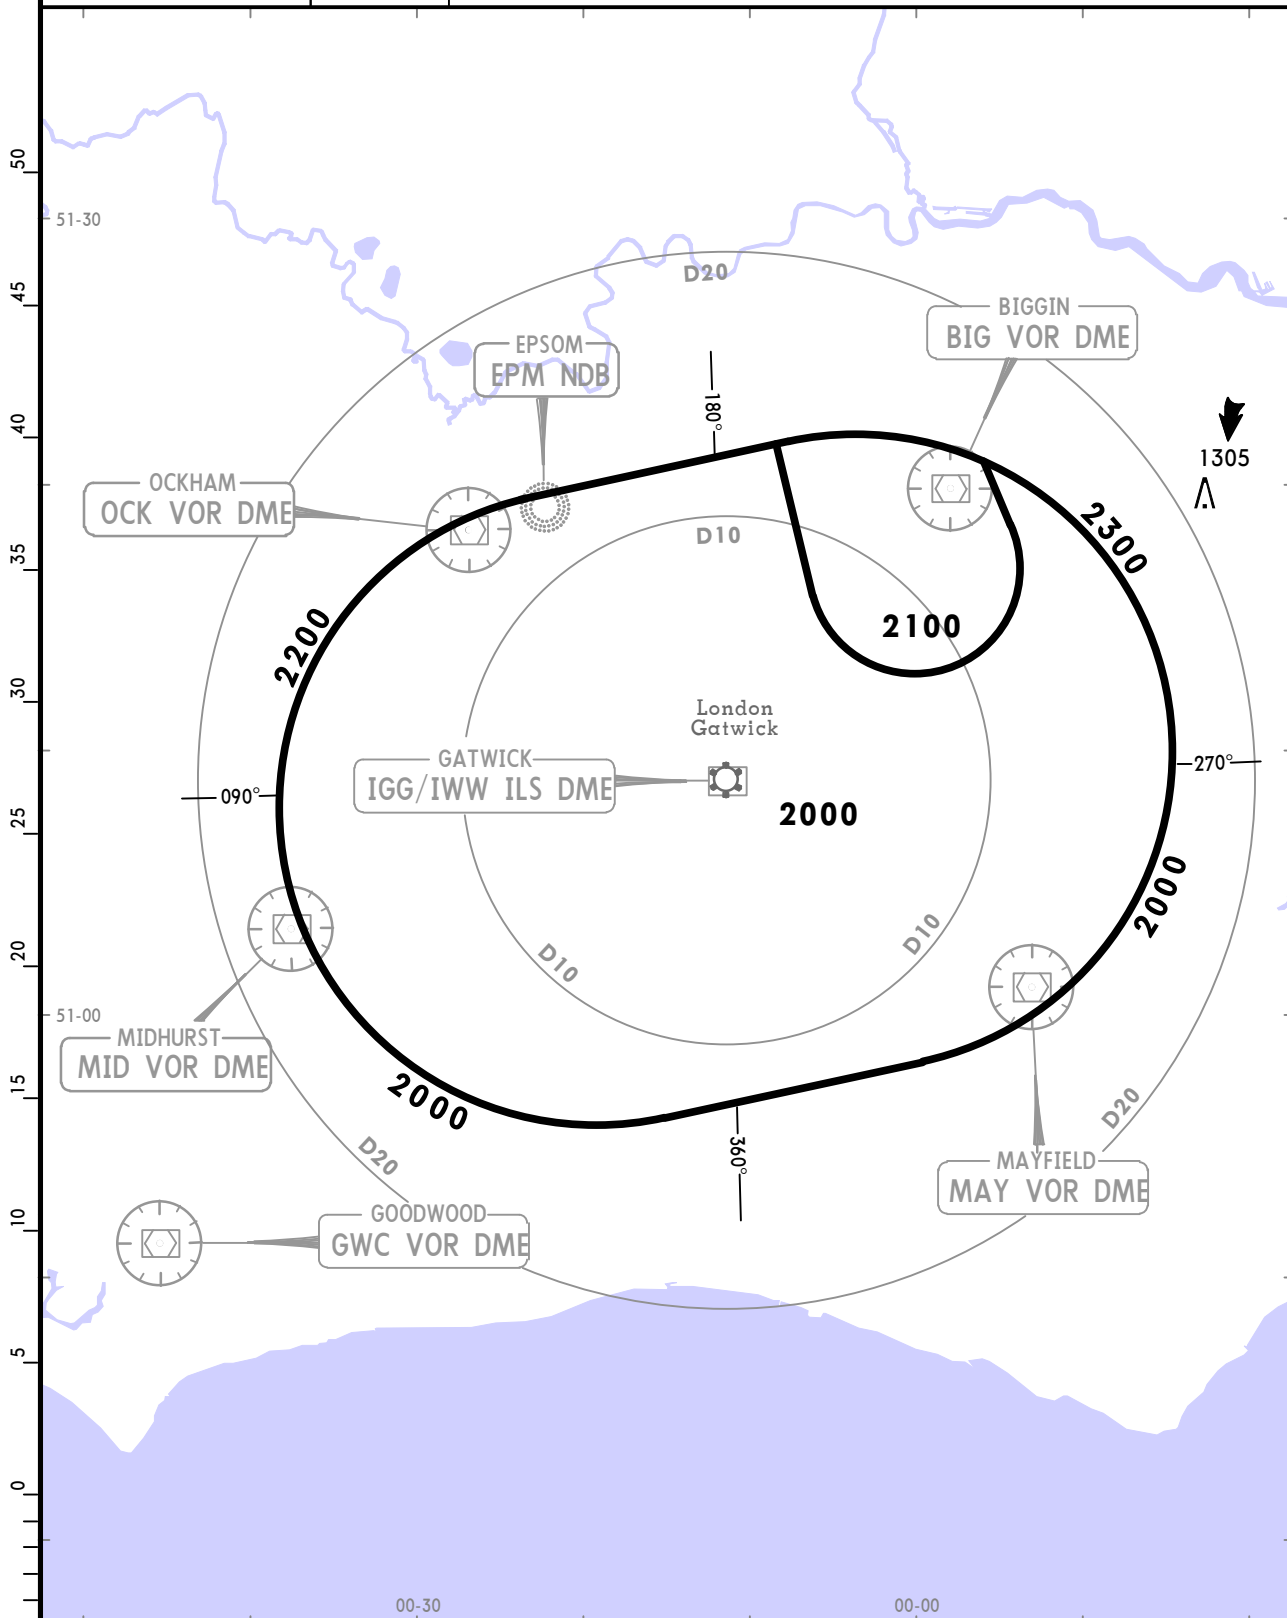 50
51-30
D20
45
BIGGIN
BIG VOR DME
EPSOM
EPM NDB
180°
40
1305
OCKHAM
OCK VOR DME
2300
D10
35
2100
2200
30
London
Gatwick
GATWICK
IGG/IWW ILS DME
270°
090°
2000
25
2000
D10
D10
20
51-00
MIDHURST
MID VOR DME
15
2000
D20
D20
360°
MAYFIELD
MAY VOR DME
10
GOODWOOD
GWC VOR DME
5
0
00-30
00-00